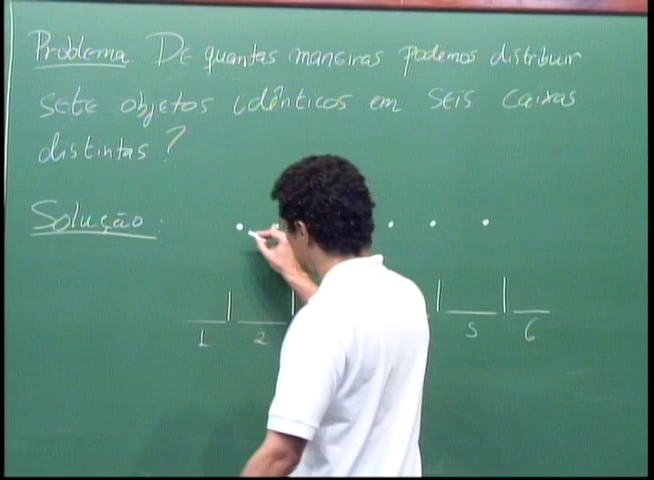 Problema. De quantas maneiras podemos distribuir
sete objetos idênticos em seis caixas
distintas?
Solução:
1 2 5 6